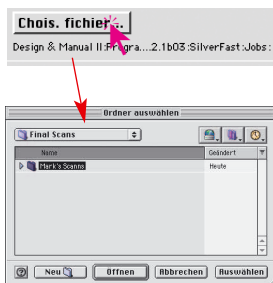 Chois. fichier...
Design & Manual II:Progra....2.1b03 :SilverFast :Jobs :
Ordner auswählen
Final Scans
Name Geändert
Mark's Scanns Heute
Neu Öffnen Abbrechen Auswählen